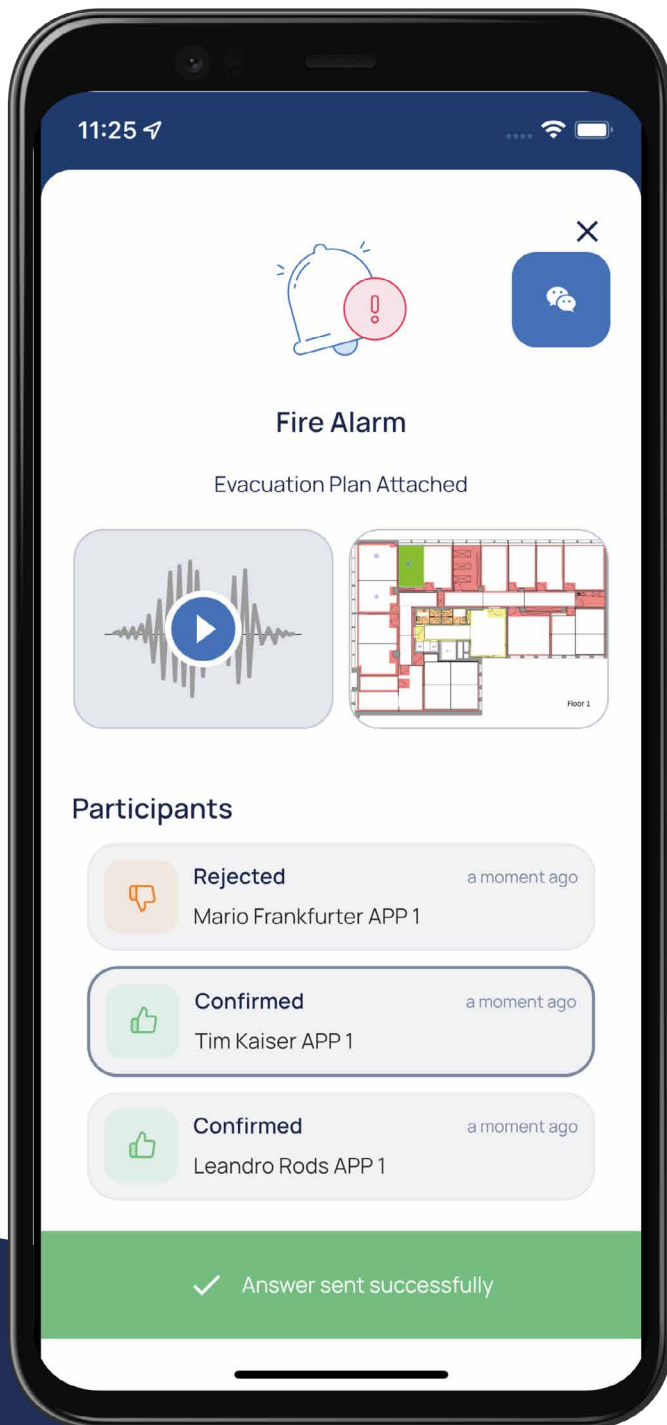 11:25
Fire Alarm
Evacuation Plan Attached
Floor 1
Participants
Rejected
a moment ago
Mario Frankfurter APP 1
Confirmed
a moment ago
Tim Kaiser APP 1
Confirmed
a moment ago
Leandro Rods APP 1
Answer sent successfully